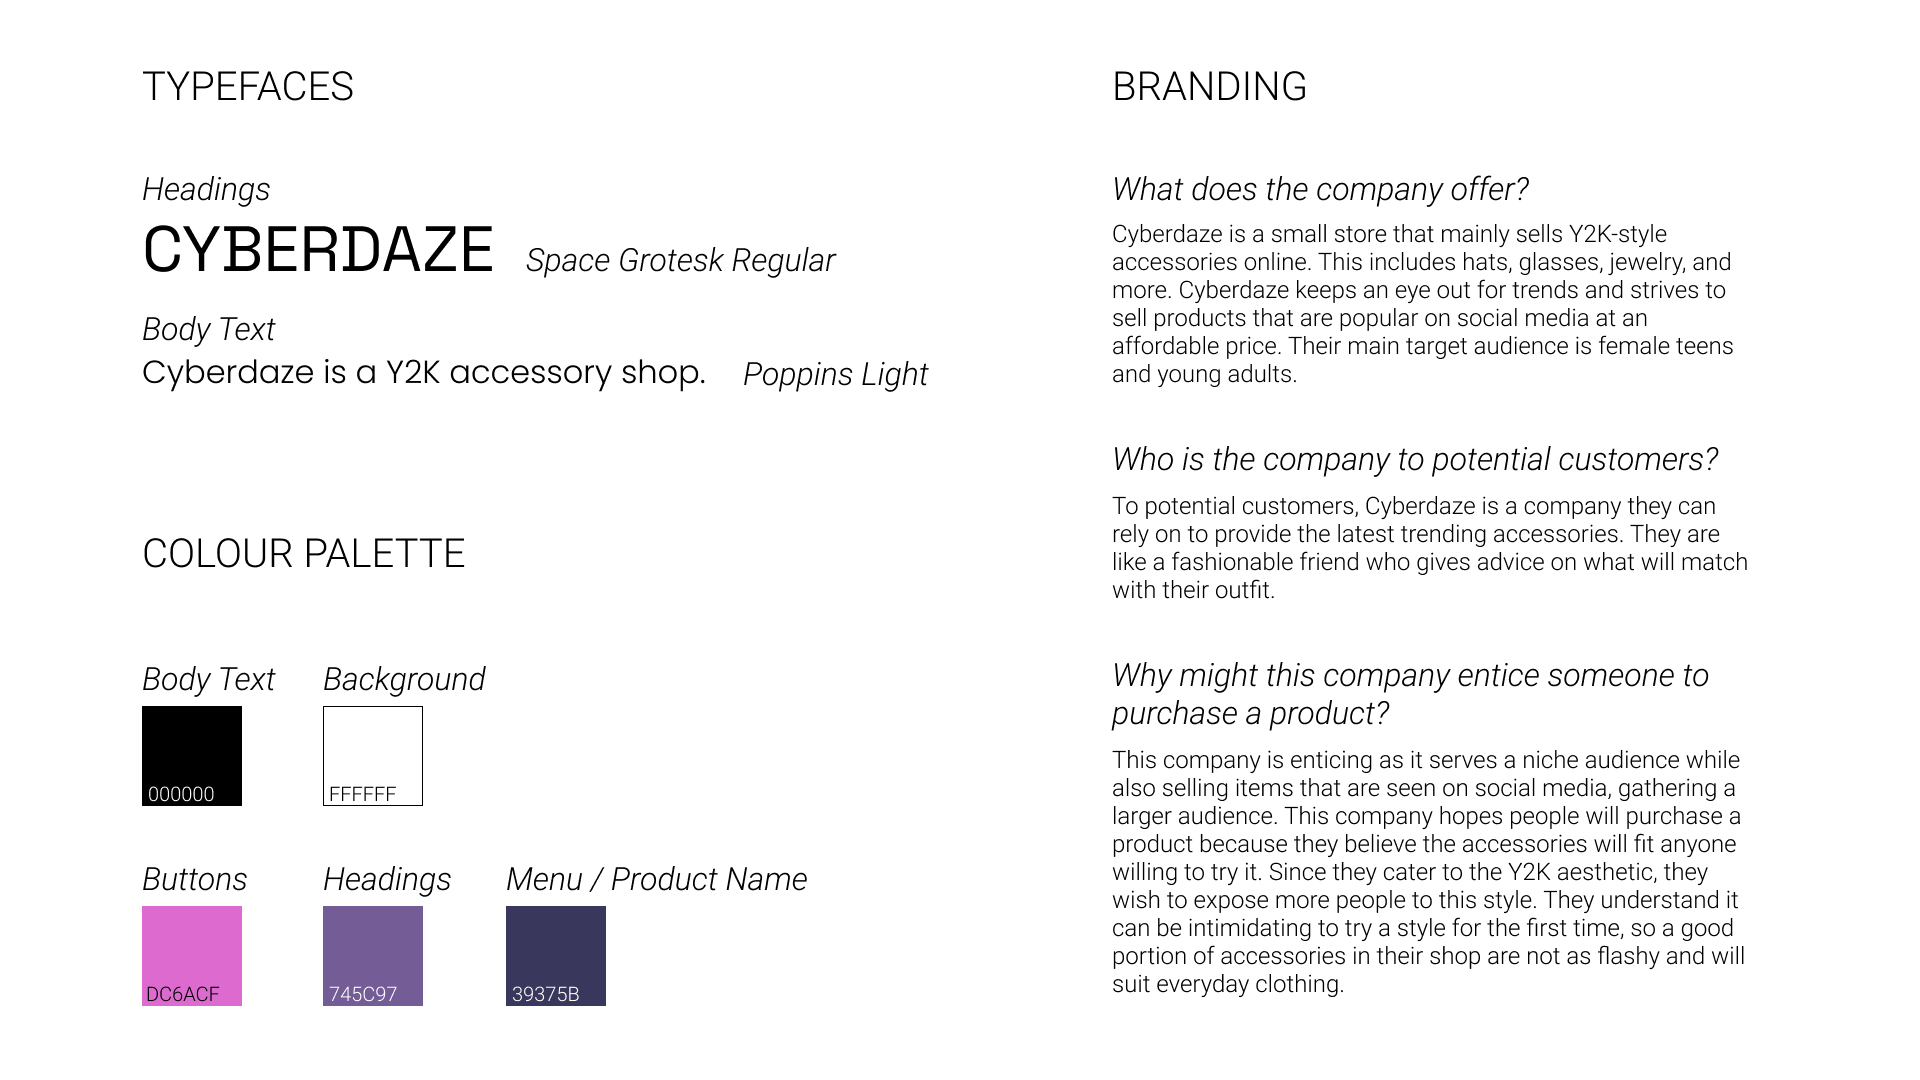 TYPEFACES
Headings
CYBERDAZE Space Grotesk Regular
Body Text
Cyberdaze is a Y2K accessory shop. Poppins Light
COLOUR PALETTE
Body Text Background
000000 FFFFFF
Buttons Headings Menu / Product Name
DC6ACF 745C97 39375B
BRANDING
What does the company offer?
Cyberdaze is a small store that mainly sells Y2K-style
accessories online. This includes hats, glasses, jewelry, and
more. Cyberdaze keeps an eye out for trends and strives to
sell products that are popular on social media at an
affordable price. Their main target audience is female teens
and young adults.
Who is the company to potential customers?
To potential customers, Cyberdaze is a company they can
rely on to provide the latest trending accessories. They are
like a fashionable friend who gives advice on what will match
with their outfit.
Why might this company entice someone to
purchase a product?
This company is enticing as it serves a niche audience while
also selling items that are seen on social media, gathering a
larger audience. This company hopes people will purchase a
product because they believe the accessories will fit anyone
willing to try it. Since they cater to the Y2K aesthetic, they
wish to expose more people to this style. They understand it
can be intimidating to try a style for the first time, so a good
portion of accessories in their shop are not as flashy and will
suit everyday clothing.